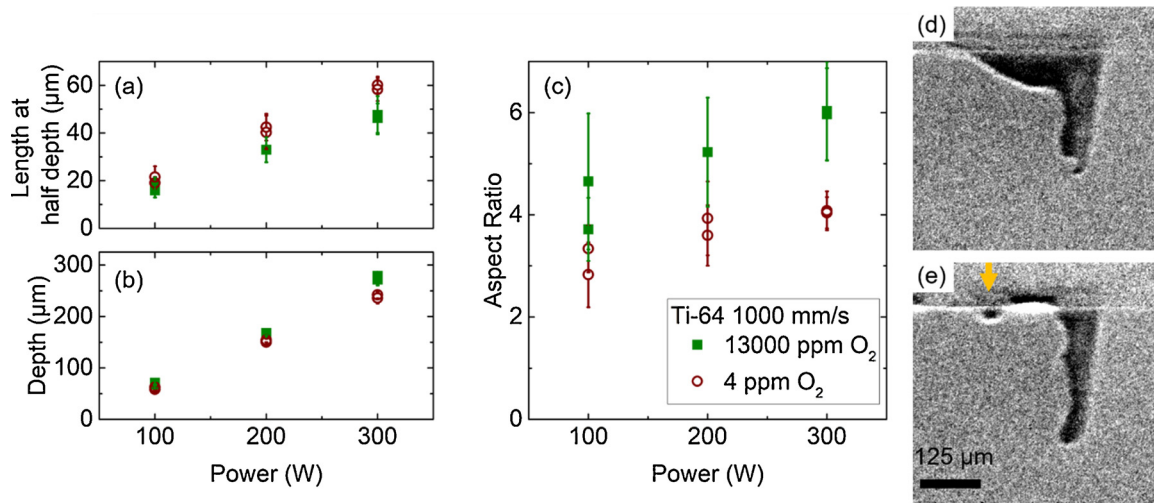 (a)
Length at
half depth (μm)
60
40
20
0
(b)
Depth (μm)
300
200
100
0
100
200
300
Power (W)
(c)
Aspect Ratio
6
4
2
0
Ti-64 1000 mm/s
13000 ppm O₂
4 ppm O₂
100
200
300
Power (W)
(d)
(e)
125 μm